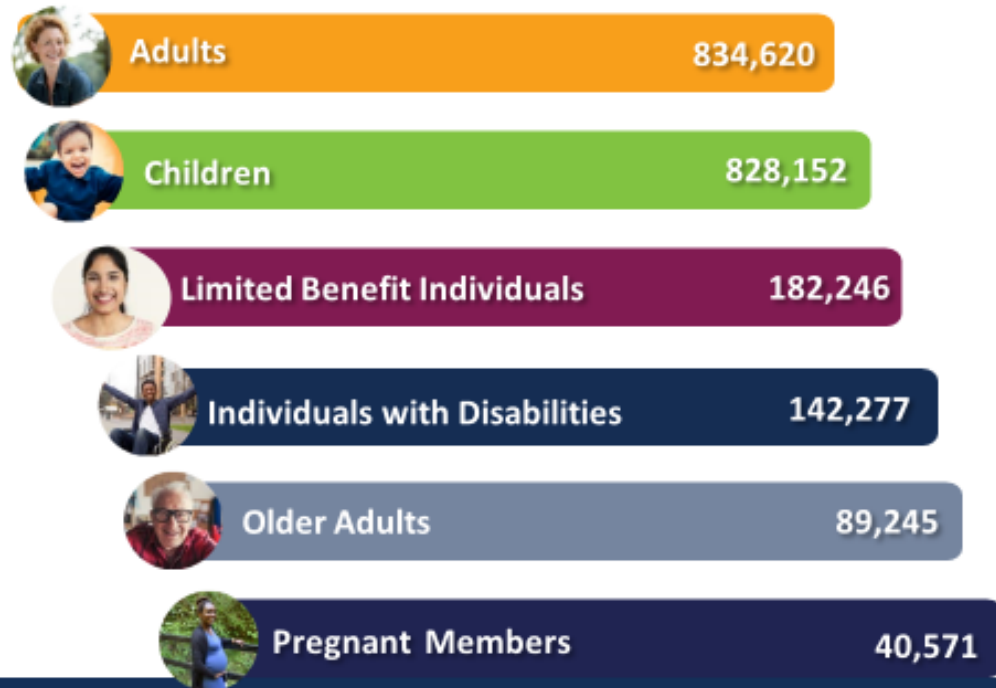 Adults 834,620
Children 828,152
Limited Benefit Individuals 182,246
Individuals with Disabilities 142,277
Older Adults 89,245
Pregnant Members 40,571